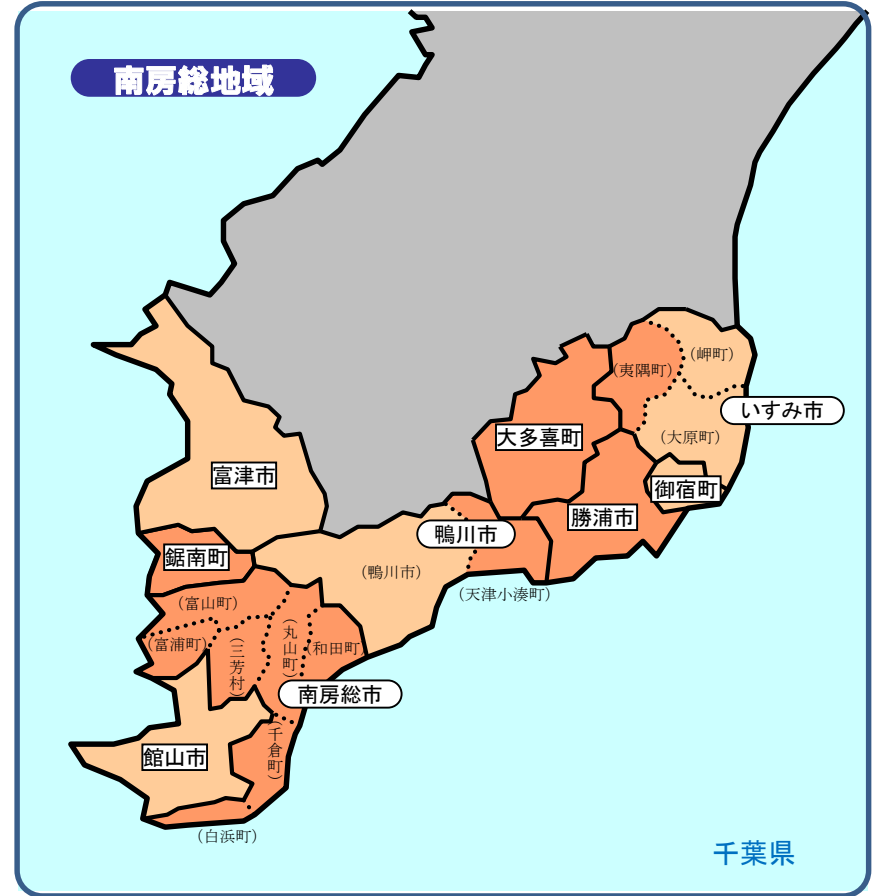 南房総地域
(岬町)
(夷隅町)
いすみ市
大多喜町
(大原町)
富津市
御宿町
勝浦市
鴨川市
鋸南町
(鴨川市)
(天津小湊町)
(富山町)
(富浦町)
(三芳村)
(丸山町)
(和田町)
南房総市
館山市
(千倉町)
(白浜町)
千葉県